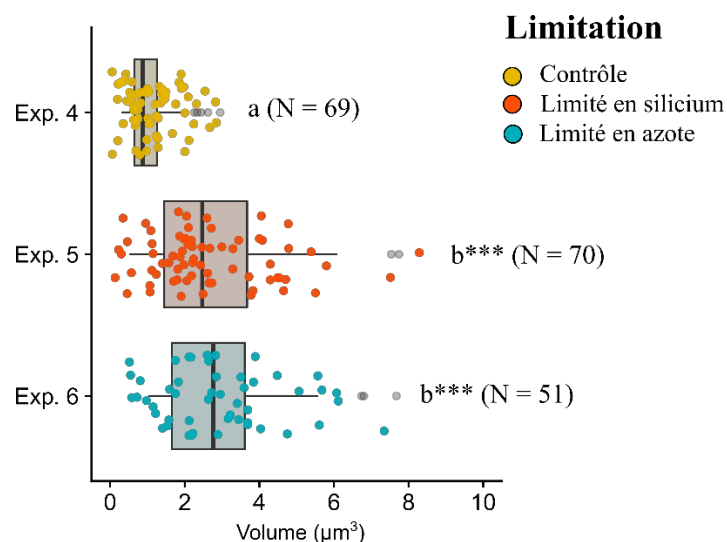 Limitation
Contrôle
Limité en silicium
Limité en azote
Exp. 4
a (N = 69)
Exp. 5
b*** (N = 70)
Exp. 6
b*** (N = 51)
0 2 4 6 8 10
Volume (µm³)